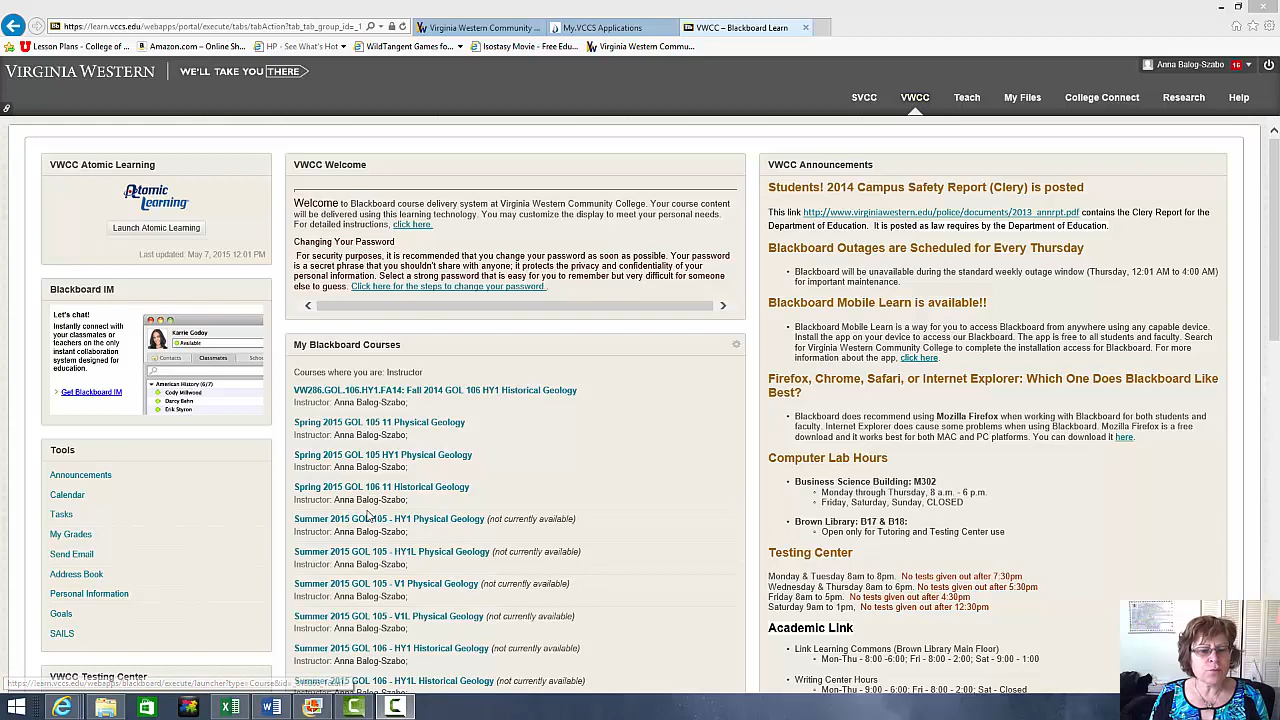 https://learn.vccs.edu/webapps/portal/execute/tabs/tabAction?tab_tab_group_id=_1
Virginia Western Community ...
My.VCCS Applications
VWCC – Blackboard Learn
Lesson Plans - College of ...
Amazon.com – Online Sh...
HP - See What's Hot
WildTangent Games fo...
Isostasy Movie - Free Edu...
Virginia Western Commu...
VIRGINIA WESTERN
WE'LL TAKE YOU THERE
Anna Balog-Szabo 16
SVCC
VWCC
Teach
My Files
College Connect
Research
Help
VWCC Atomic Learning
Atomic Learning
Launch Atomic Learning
Last updated: May 7, 2015 12:01 PM
Blackboard IM
Let's chat!
Instantly connect with
your classmates or
teachers on the only
instant collaboration
system designed for
education.
Get Blackboard IM
Karrie Godoy
Available
Contacts
Classmates
Schoo
American History (6/7)
Cody Millwood
Darcy Behn
Erik Styron
Tools
Announcements
Calendar
Tasks
My Grades
Send Email
Address Book
Personal Information
Goals
SAILS
VWCC Testing Center
VWCC Welcome
Welcome to Blackboard course delivery system at Virginia Western Community College. Your course content
will be delivered using this learning technology. You may customize the display to meet your personal needs.
For detailed instructions, click here.
Changing Your Password
For security purposes, it is recommended that you change your password as soon as possible. Your password
is a secret phrase that you shouldn't share with anyone; it protects the privacy and confidentiality of your
personal information. Select a strong password that is easy for you to remember but very difficult for someone
else to guess. Click here for the steps to change your password.
My Blackboard Courses
Courses where you are: Instructor
VW286.GOL.106.HY1.FA14: Fall 2014 GOL 106 HY1 Historical Geology
Instructor: Anna Balog-Szabo;
Spring 2015 GOL 105 11 Physical Geology
Instructor: Anna Balog-Szabo;
Spring 2015 GOL 105 HY1 Physical Geology
Instructor: Anna Balog-Szabo;
Spring 2015 GOL 106 11 Historical Geology
Instructor: Anna Balog-Szabo;
Summer 2015 GOL 105 - HY1 Physical Geology (not currently available)
Instructor: Anna Balog-Szabo;
Summer 2015 GOL 105 - HY1L Physical Geology (not currently available)
Instructor: Anna Balog-Szabo;
Summer 2015 GOL 105 - V1 Physical Geology (not currently available)
Instructor: Anna Balog-Szabo;
Summer 2015 GOL 105 - V1L Physical Geology (not currently available)
Instructor: Anna Balog-Szabo;
Summer 2015 GOL 106 - HY1 Historical Geology (not currently available)
Instructor: Anna Balog-Szabo;
Summer 2015 GOL 106 - HY1L Historical Geology (not currently available)
VWCC Announcements
Students! 2014 Campus Safety Report (Clery) is posted
This link http://www.virginiawestern.edu/police/documents/2013_annrpt.pdf contains the Clery Report for the
Department of Education. It is posted as law requires by the Department of Education.
Blackboard Outages are Scheduled for Every Thursday
Blackboard will be unavailable during the standard weekly outage window (Thursday, 12:01 AM to 4:00 AM)
for important maintenance.
Blackboard Mobile Learn is available!!
Blackboard Mobile Learn is a way for you to access Blackboard from anywhere using any capable device.
Install the app on your device to access our Blackboard. The app is free to all students and faculty. Search
for Virginia Western Community College to complete the installation access for Blackboard. For more
information about the app, click here.
Firefox, Chrome, Safari, or Internet Explorer: Which One Does Blackboard Like
Best?
Blackboard does recommend using Mozilla Firefox when working with Blackboard for both students and
faculty. Internet Explorer does cause some problems when using Blackboard. Mozilla Firefox is a free
download and it works best for both MAC and PC platforms. You can download it here.
Computer Lab Hours
Business Science Building: M302
Monday through Thursday, 8 a.m. - 6 p.m.
Friday, Saturday, Sunday, CLOSED
Brown Library: B17 & B18:
Open only for Tutoring and Testing Center use
Testing Center
Monday & Tuesday 8am to 8pm. No tests given out after 7:30pm
Wednesday & Thursday 8am to 6pm. No tests given out after 5:30pm
Friday 8am to 5pm. No tests given out after 4:30pm
Saturday 9am to 1pm, No tests given out after 12:30pm
Academic Link
Link Learning Commons (Brown Library Main Floor)
Mon-Thu - 8:00 -6:00; Fri - 8:00 - 2:00; Sat - 9:00 - 1:00
Writing Center Hours
Mon-Thu - 9:00 - 6:00; Fri - 8:00 - 2:00; Sat - Closed